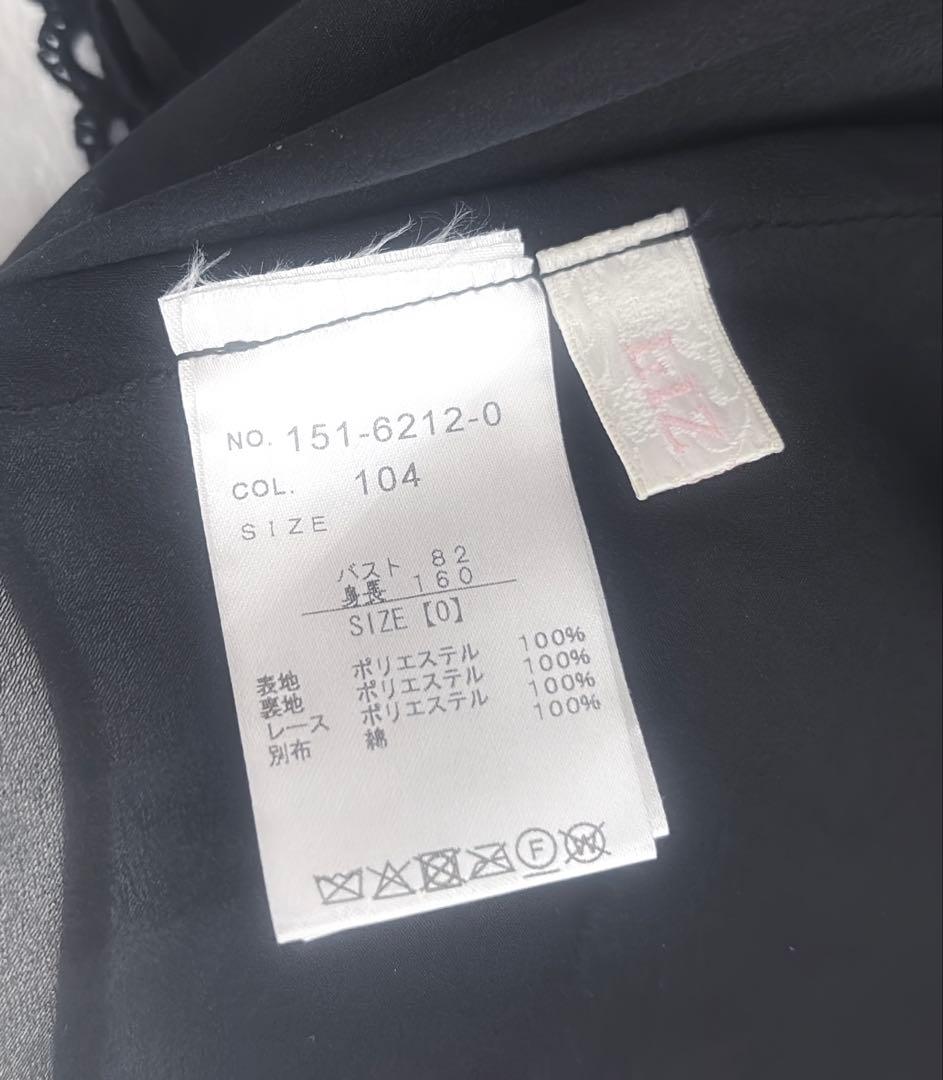 NO. 151-6212-0
COL. 104
SIZE
バスト 82
身長 160
SIZE【0】
表地 ポリエステル 100%
裏地 ポリエステル 100%
レース ポリエステル 100%
別布 綿 100%
F W
LIZ